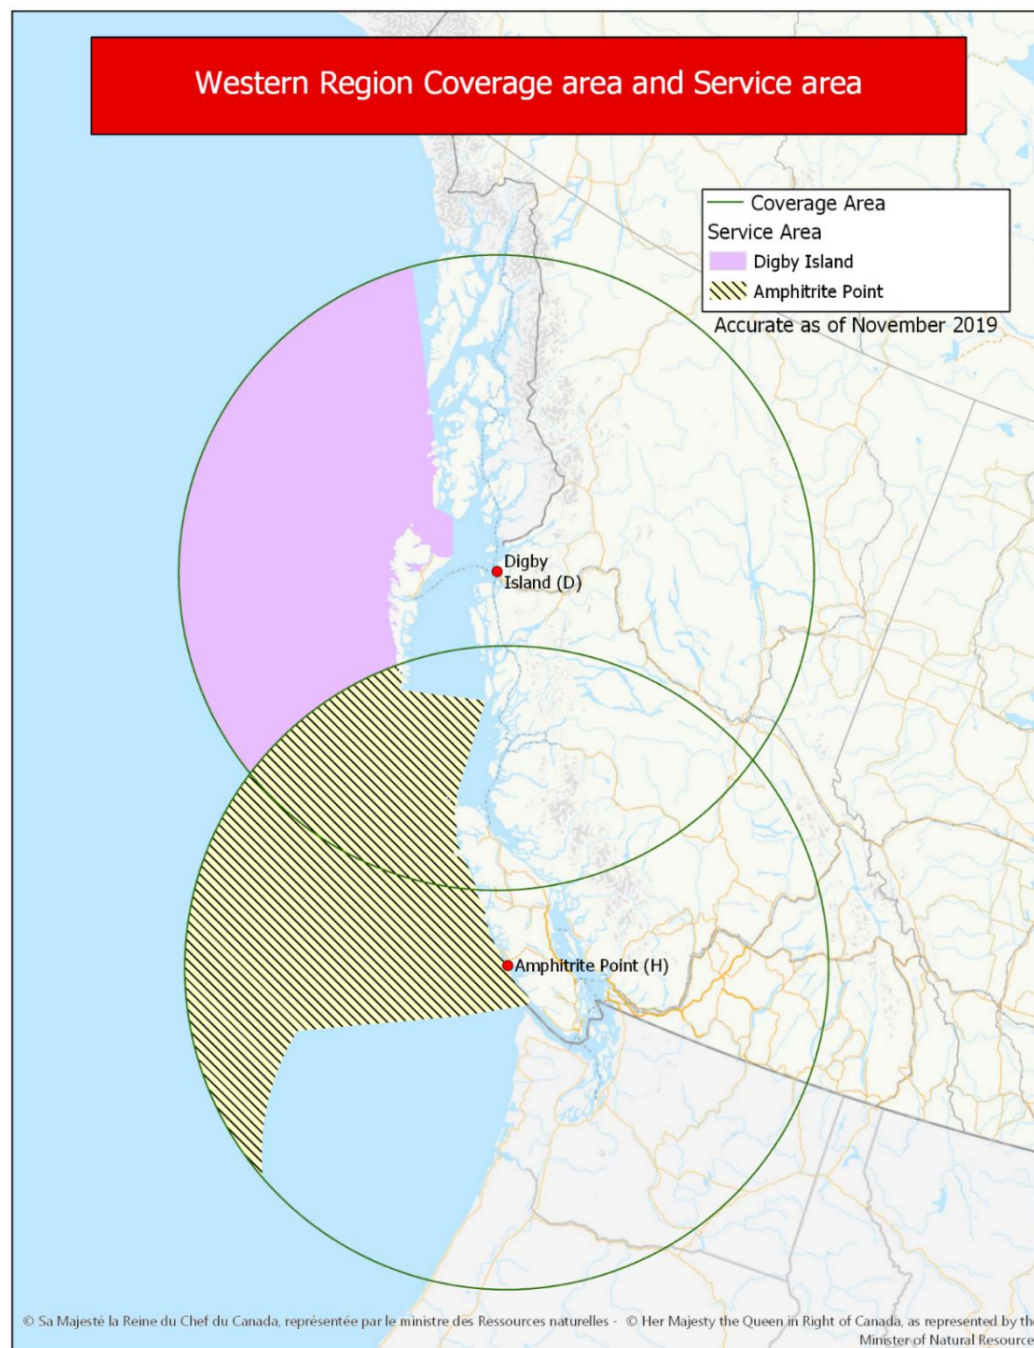 Western Region Coverage area and Service area
Coverage Area
Service Area
Digby Island
Amphitrite Point
Accurate as of November 2019
Digby
Island (D)
Amphitrite Point (H)
© Sa Majesté la Reine du Chef du Canada, représentée par le ministre des Ressources naturelles - © Her Majesty the Queen in Right of Canada, as represented by the
Minister of Natural Resource